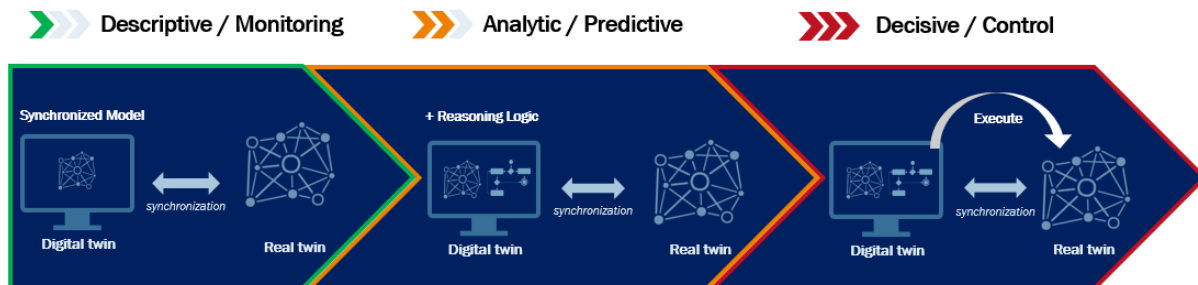 Descriptive / Monitoring
Analytic / Predictive
Decisive / Control
Synchronized Model
synchronization
Digital twin
Real twin
+ Reasoning Logic
synchronization
Digital twin
Real twin
Execute
synchronization
Digital twin
Real twin